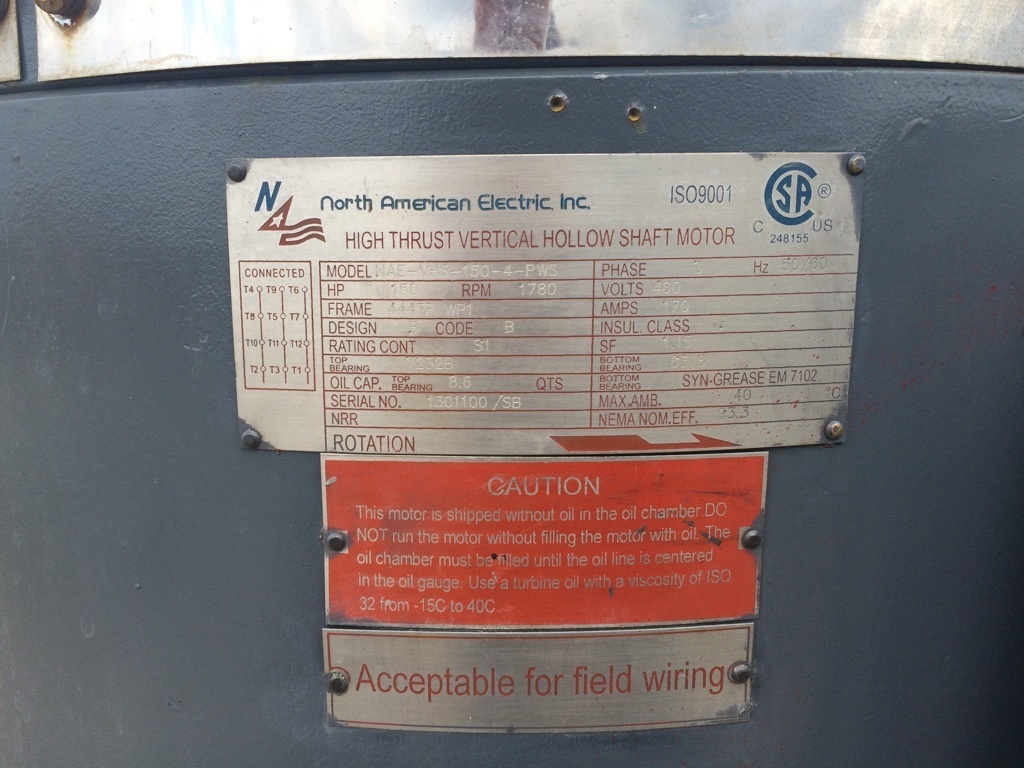 NA
North American Electric, Inc.
ISO9001
CSA ®
C US
248155
HIGH THRUST VERTICAL HOLLOW SHAFT MOTOR
CONNECTED
T4 T9 T6
T8 T5 T7
T10 T11 T12
T2 T3 T1
MODEL -150-4-PWS
PHASE Hz 50/60
HP 150 RPM 1780
VOLTS 460
FRAME WP1
AMPS 170
DESIGN B CODE B
INSUL. CLASS F
RATING CONT S1
SF 1.15
TOP BEARING
BOTTOM BEARING
OIL CAP. TOP BEARING 8.6 QTS
BOTTOM BEARING SYN-GREASE EM 7102
SERIAL NO. 1301100/SB
MAX.AMB. 40 °C
NRR
NEMA NOM.EFF. 93.3
ROTATION
CAUTION
This motor is shipped without oil in the oil chamber.DO
NOT run the motor without filling the motor with oil. The
oil chamber must be filled until the oil line is centered
in the oil gauge. Use a turbine oil with a viscosity of ISO
32 from -15C to 40C
Acceptable for field wiring